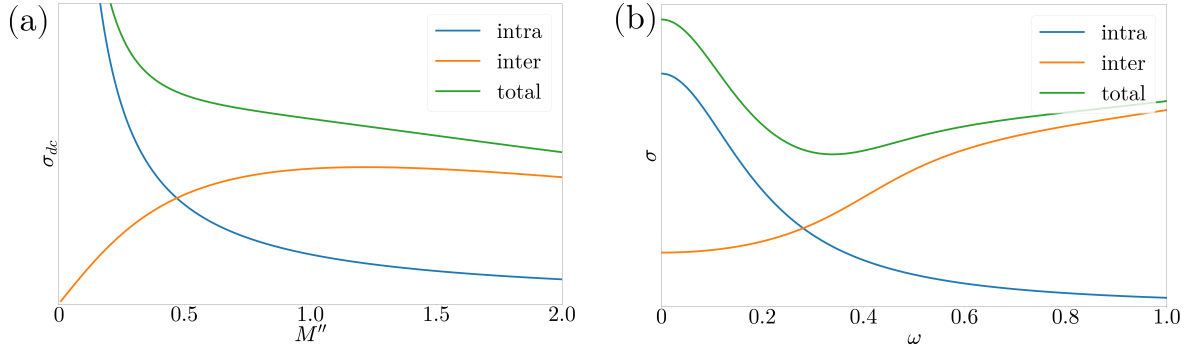 (a)
intra
inter
total
σ_dc
0 0.5 1.0 1.5 2.0
M''
(b)
intra
inter
total
σ
0 0.2 0.4 0.6 0.8 1.0
ω